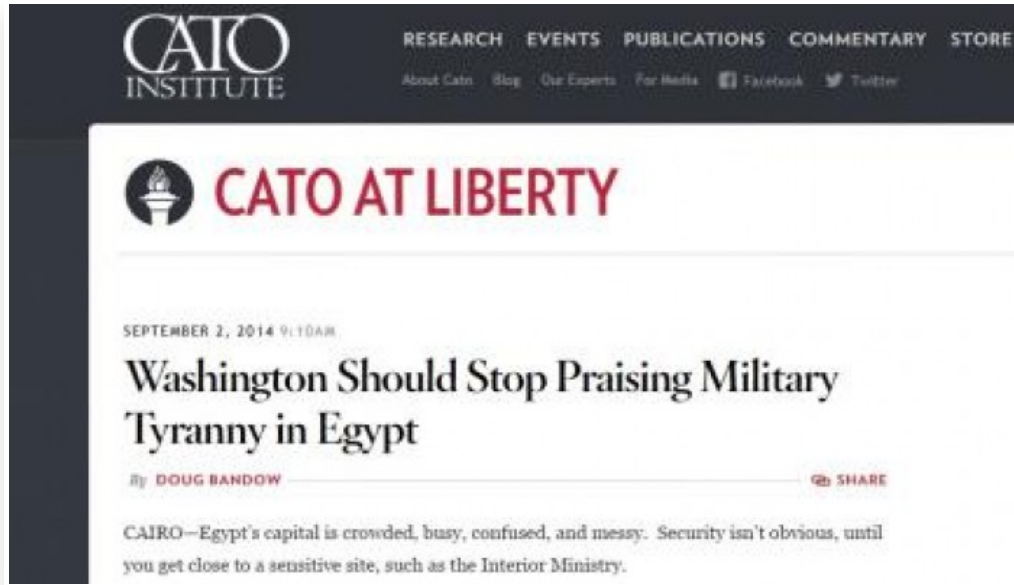 CATO
INSTITUTE
RESEARCH EVENTS PUBLICATIONS COMMENTARY STORE
About Cato Blog Our Experts For Media Facebook Twitter
CATO AT LIBERTY
SEPTEMBER 2, 2014 9:10AM
Washington Should Stop Praising Military
Tyranny in Egypt
By DOUG BANDOW
SHARE
CAIRO—Egypt's capital is crowded, busy, confused, and messy. Security isn't obvious, until
you get close to a sensitive site, such as the Interior Ministry.